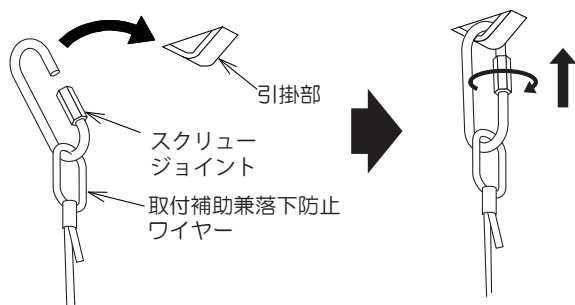 引掛部
スクリュー
ジョイント
取付補助兼落下防止
ワイヤー